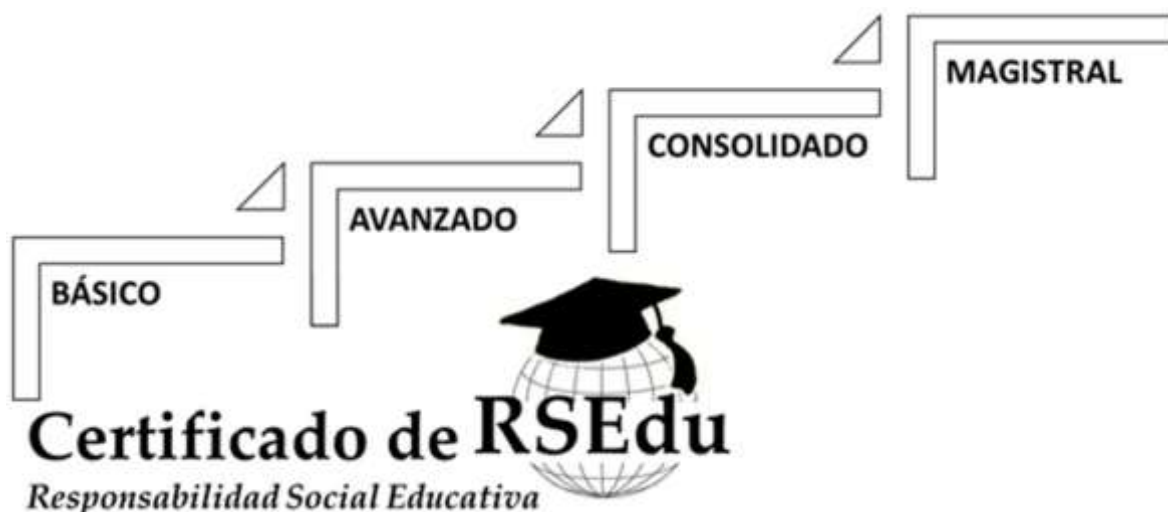 MAGISTRAL
CONSOLIDADO
AVANZADO
BÁSICO
Certificado de RSEdu
Responsabilidad Social Educativa